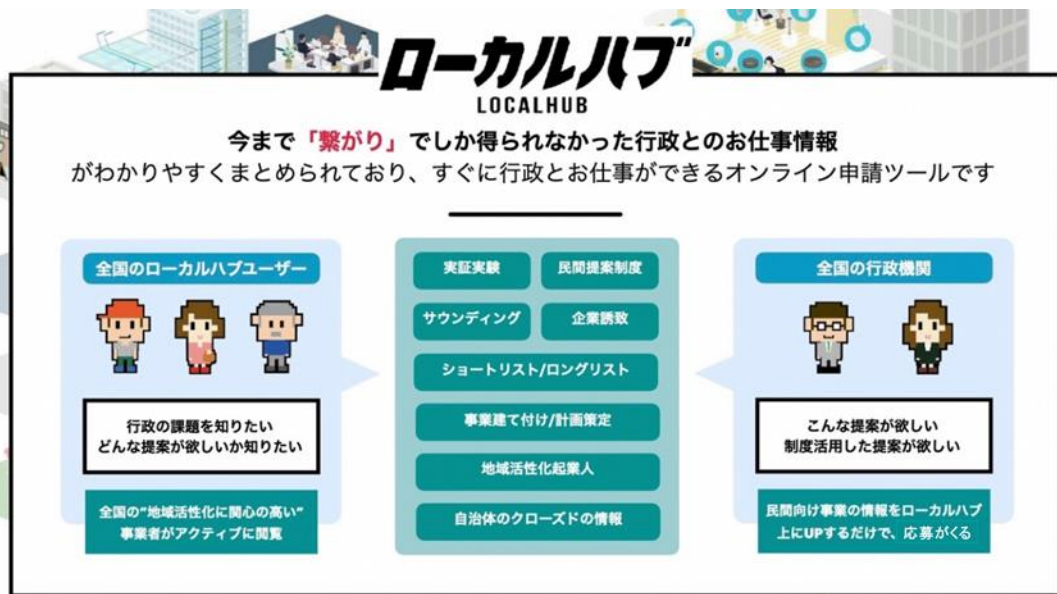 ローカルハブ
LOCALHUB
今まで「繋がり」でしか得られなかった行政とのお仕事情報
がわかりやすくまとめられており、すぐに行政とお仕事ができるオンライン申請ツールです
全国のローカルハブユーザー
行政の課題を知りたい
どんな提案が欲しいか知りたい
全国の”地域活性化に関心の高い”
事業者がアクティブに閲覧
実証実験
民間提案制度
サウンディング
企業誘致
ショートリスト/ロングリスト
事業建て付け/計画策定
地域活性化起業人
自治体のクローズドの情報
全国の行政機関
こんな提案が欲しい
制度活用した提案が欲しい
民間向け事業の情報をローカルハブ
上にUPするだけで、応募がくる